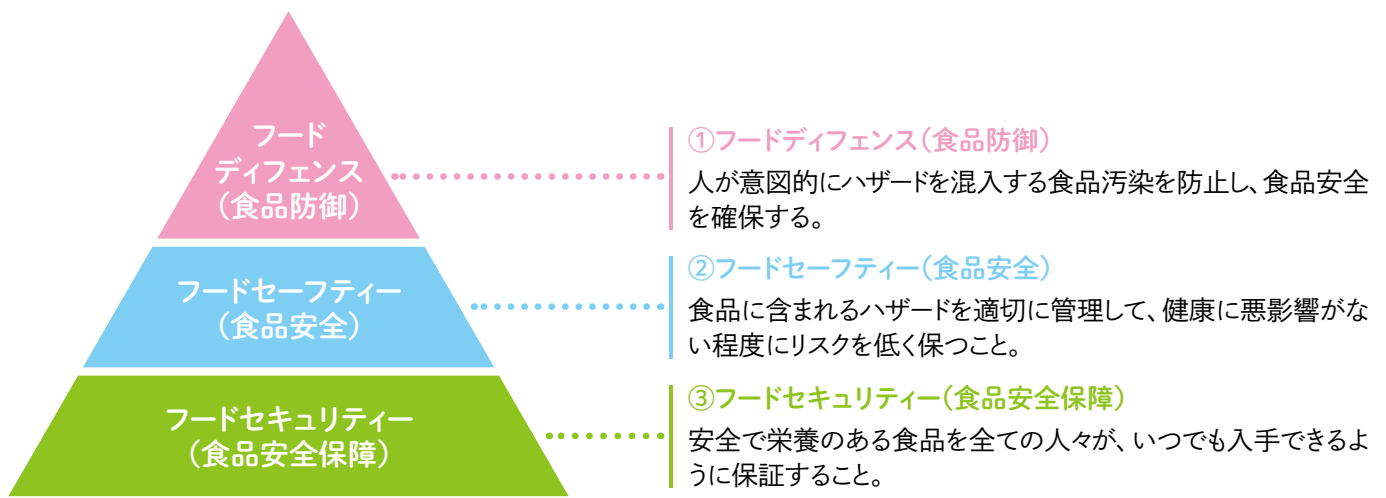 フード
ディフェンス
（食品防御）
①フードディフェンス（食品防御）
人が意図的にハザードを混入する食品汚染を防止し、食品安全
を確保する。
フードセーフティー
（食品安全）
②フードセーフティー（食品安全）
食品に含まれるハザードを適切に管理して、健康に悪影響がな
い程度にリスクを低く保つこと。
フードセキュリティー
（食品安全保障）
③フードセキュリティー（食品安全保障）
安全で栄養のある食品を全ての人々が、いつでも入手できるよ
うに保証すること。